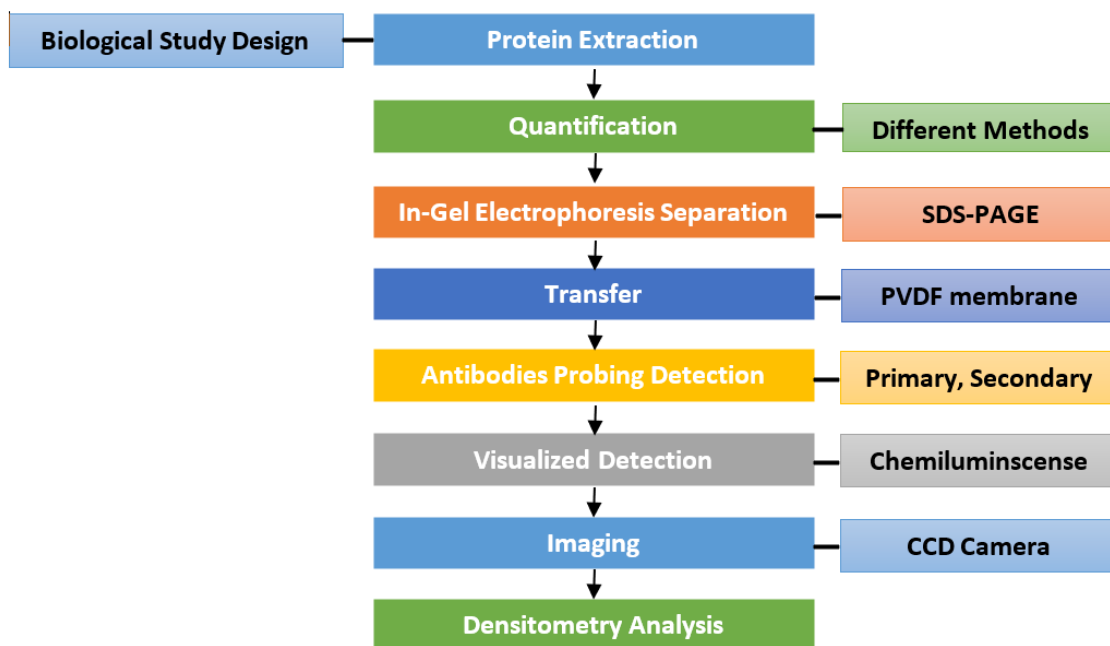 Biological Study Design
Protein Extraction
Quantification
Different Methods
In-Gel Electrophoresis Separation
SDS-PAGE
Transfer
PVDF membrane
Antibodies Probing Detection
Primary, Secondary
Visualized Detection
Chemiluminscense
Imaging
CCD Camera
Densitometry Analysis